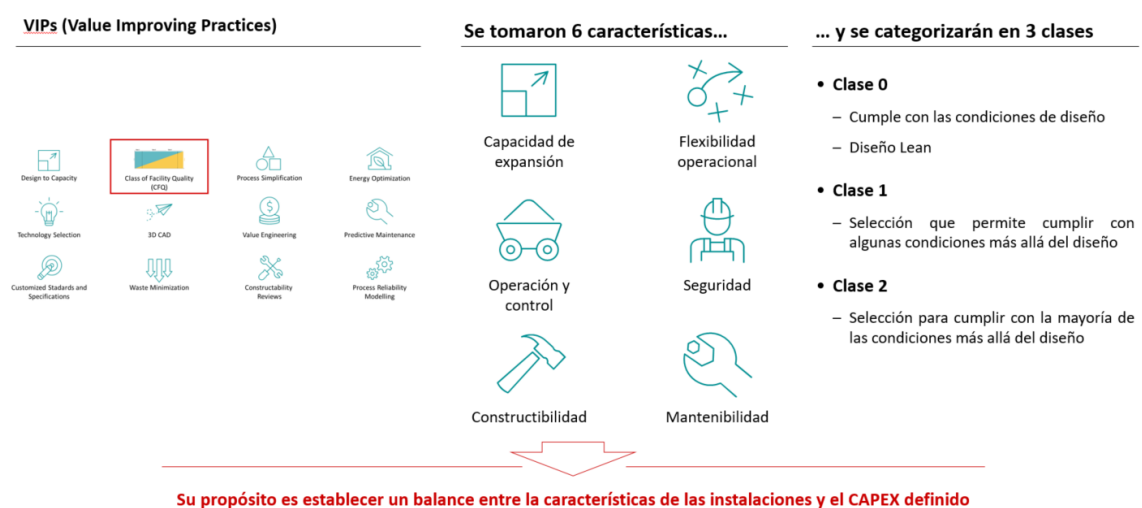 VIPs (Value Improving Practices)
Design to Capacity
Class of Facility Quality
(CFQ)
Process Simplification
Energy Optimization
Technology Selection
3D CAD
Value Engineering
Predictive Maintenance
Customized Stadards and
Specifications
Waste Minimization
Constructability
Reviews
Process Reliability
Modelling
Se tomaron 6 características...
Capacidad de
expansión
Flexibilidad
operacional
Operación y
control
Seguridad
Constructibilidad
Mantenibilidad
... y se categorizarán en 3 clases
• Clase 0
– Cumple con las condiciones de diseño
– Diseño Lean
• Clase 1
– Selección que permite cumplir con
algunas condiciones más allá del diseño
• Clase 2
– Selección para cumplir con la mayoría de
las condiciones más allá del diseño
Su propósito es establecer un balance entre la características de las instalaciones y el CAPEX definido